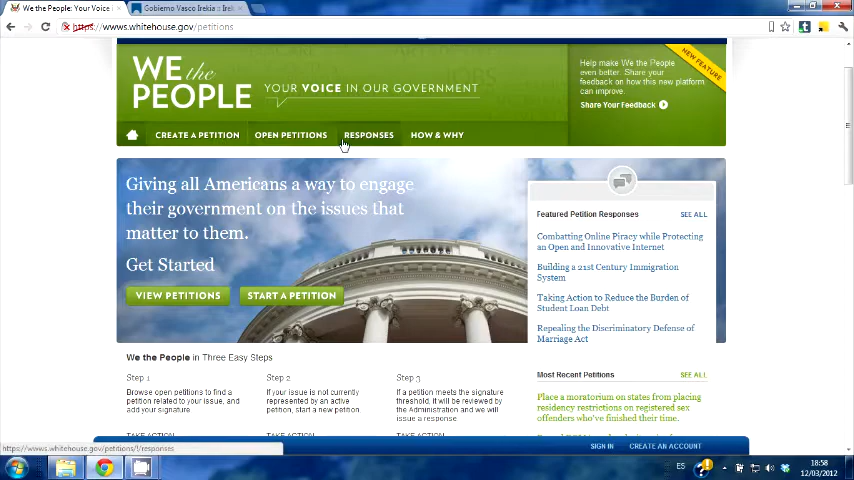 We the People: Your Voice i
Gobierno Vasco Irekia :: Irek
https://wwws.whitehouse.gov/petitions
WE the PEOPLE
YOUR VOICE IN OUR GOVERNMENT
Help make We the People
even better. Share your
feedback on how this new platform
can improve.
Share Your Feedback
NEW FEATURE
CREATE A PETITION
OPEN PETITIONS
RESPONSES
HOW & WHY
Giving all Americans a way to engage
their government on the issues that
matter to them.
Get Started
VIEW PETITIONS
START A PETITION
Featured Petition Responses
SEE ALL
Combatting Online Piracy while Protecting
an Open and Innovative Internet
Building a 21st Century Immigration
System
Taking Action to Reduce the Burden of
Student Loan Debt
Repealing the Discriminatory Defense of
Marriage Act
We the People in Three Easy Steps
Step 1
Browse open petitions to find a
petition related to your issue, and
add your signature.
TAKE ACTION
Step 2
If your issue is not currently
represented by an active
petition, start a new petition.
TAKE ACTION
Step 3
If a petition meets the signature
threshold, it will be reviewed by
the Administration and we will
issue a response
TAKE ACTION
Most Recent Petitions
SEE ALL
Place a moratorium on states from placing
residency restrictions on registered sex
offenders who've finished their time.
SIGN IN
CREATE AN ACCOUNT
https://wwws.whitehouse.gov/petitions/!/responses
ES
18:58
12/03/2012